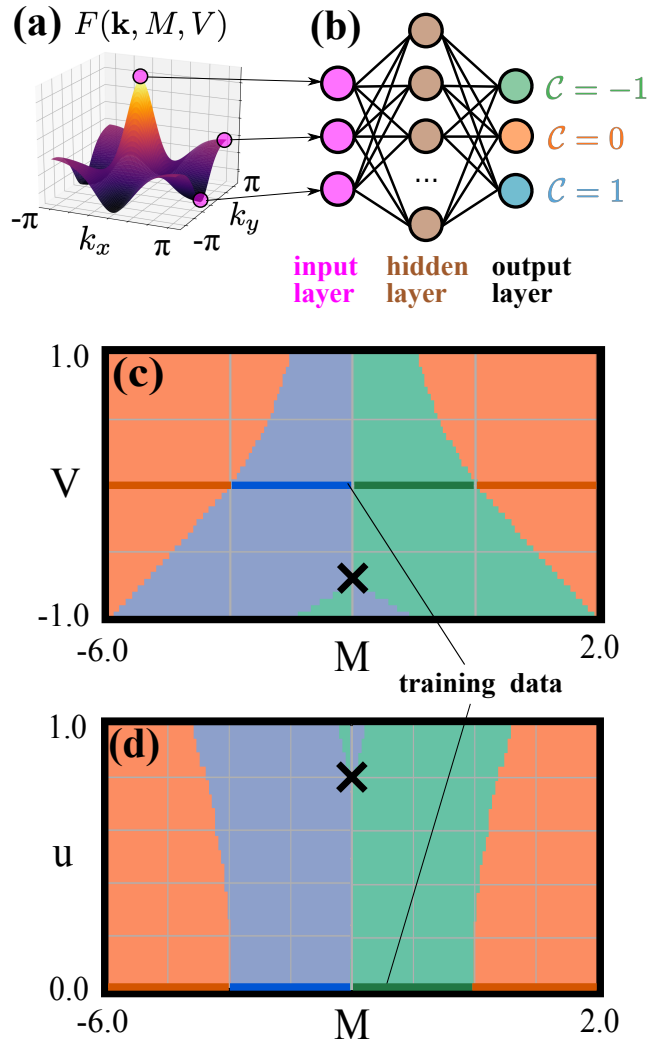 (a) F(k, M, V) (b)
π
-π
k_x
π
-π
k_y
...
𝒞 = −1
𝒞 = 0
𝒞 = 1
input
layer
hidden
layer
output
layer
1.0
(c)
V
-1.0
-6.0
M
2.0
training data
1.0
(d)
u
0.0
-6.0
M
2.0